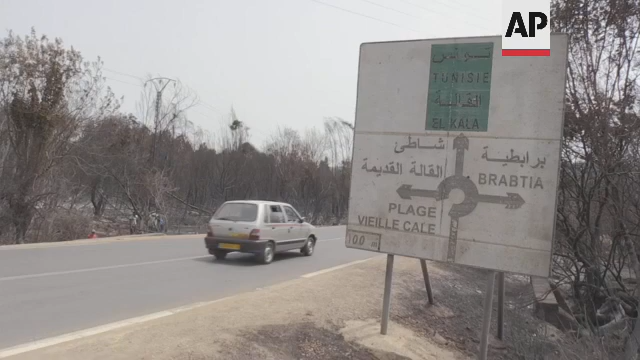 AP
تونس
TUNISIE
القالة
EL KALA
شاطئ
القالة القديمة
برابطية
BRABTIA
PLAGE
VIEILLE CALE
100 m